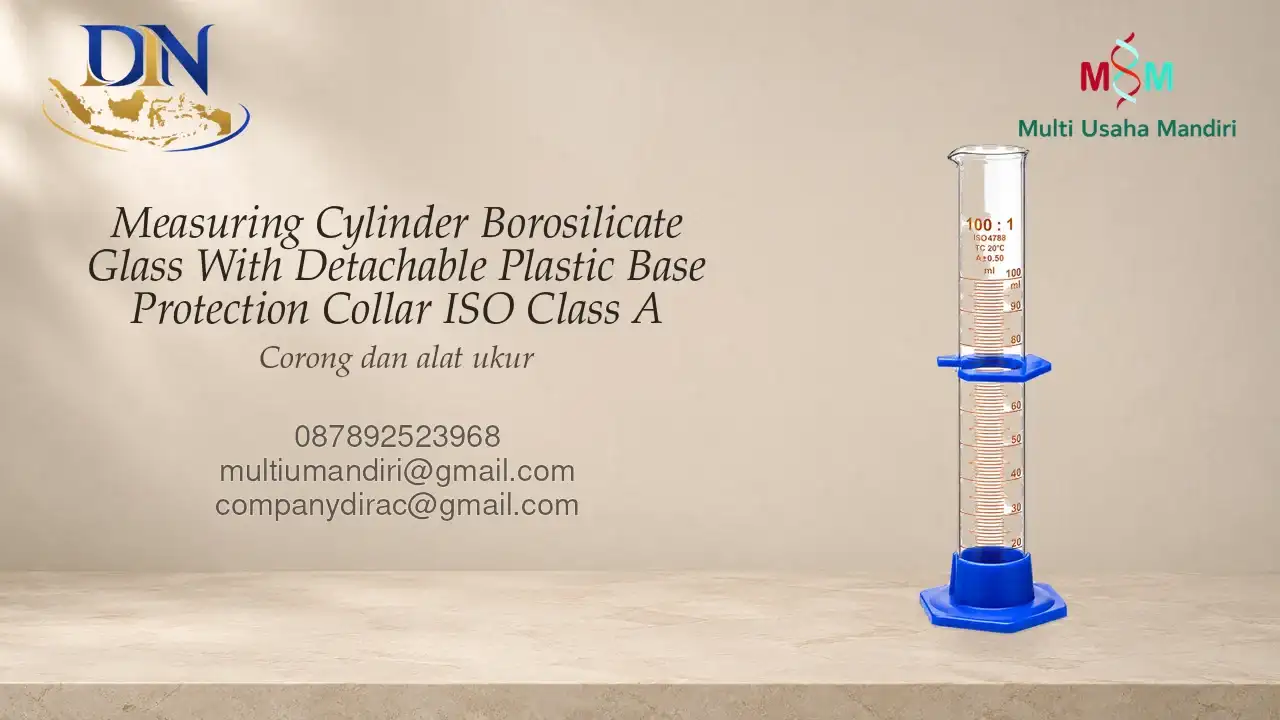 DIN
M M
Multi Usaha Mandiri
Measuring Cylinder Borosilicate
Glass With Detachable Plastic Base
Protection Collar ISO Class A
Corong dan alat ukur
087892523968
multiumandiri@gmail.com
companydirac@gmail.com
100 : 1
ISO4788
TC 20°C
A±0.50
ml
100
ml
90
80
60
50
40
30
20